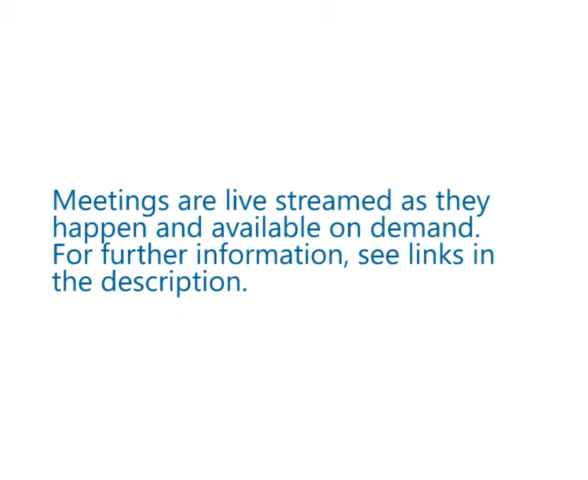 Meetings are live streamed as they
happen and available on demand.
For further information, see links in
the description.